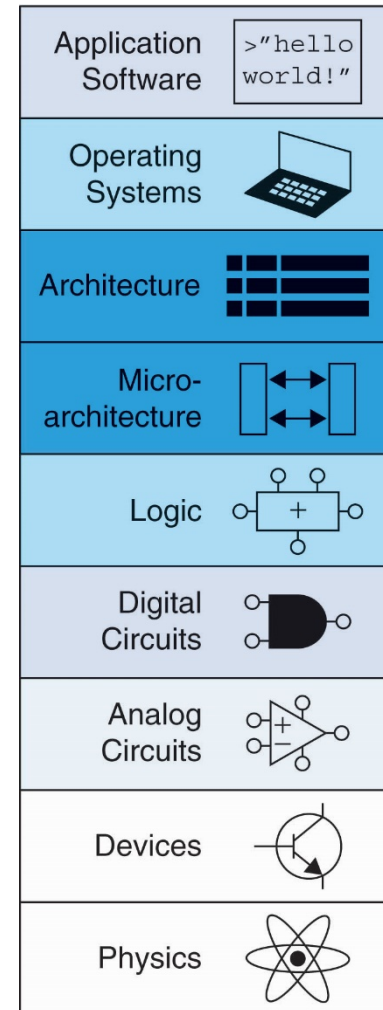 Application
Software
>"hello
world!"
Operating
Systems
Architecture
Micro-
architecture
Logic
+
Digital
Circuits
Analog
Circuits
+
−
Devices
Physics